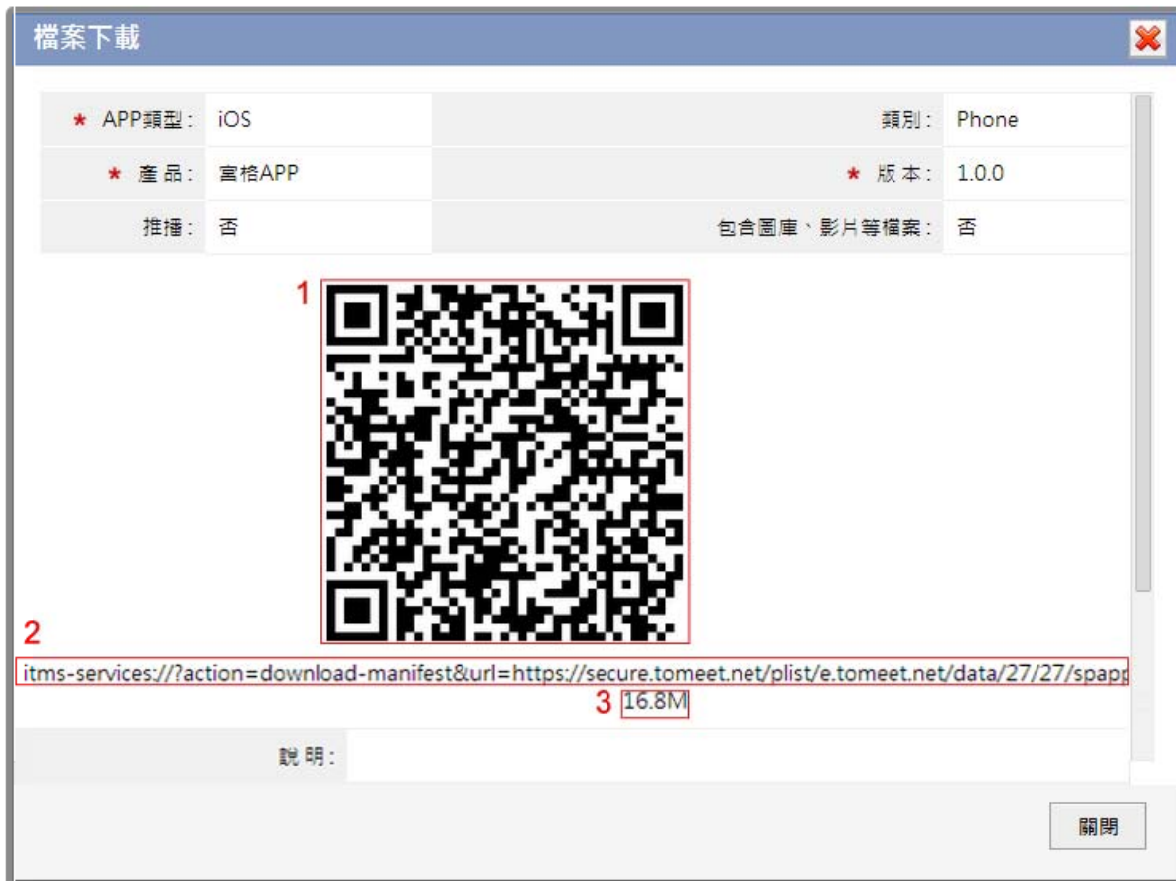 檔案下載
* APP類型： iOS 類別： Phone
* 產品： 富格APP * 版本： 1.0.0
推播： 否 包含圖庫、影片等檔案： 否
1
2
itms-services://?action=download-manifest&url=https://secure.tomeet.net/plist/e.tomeet.net/data/27/27/spapp
3 16.8M
說明：
關閉